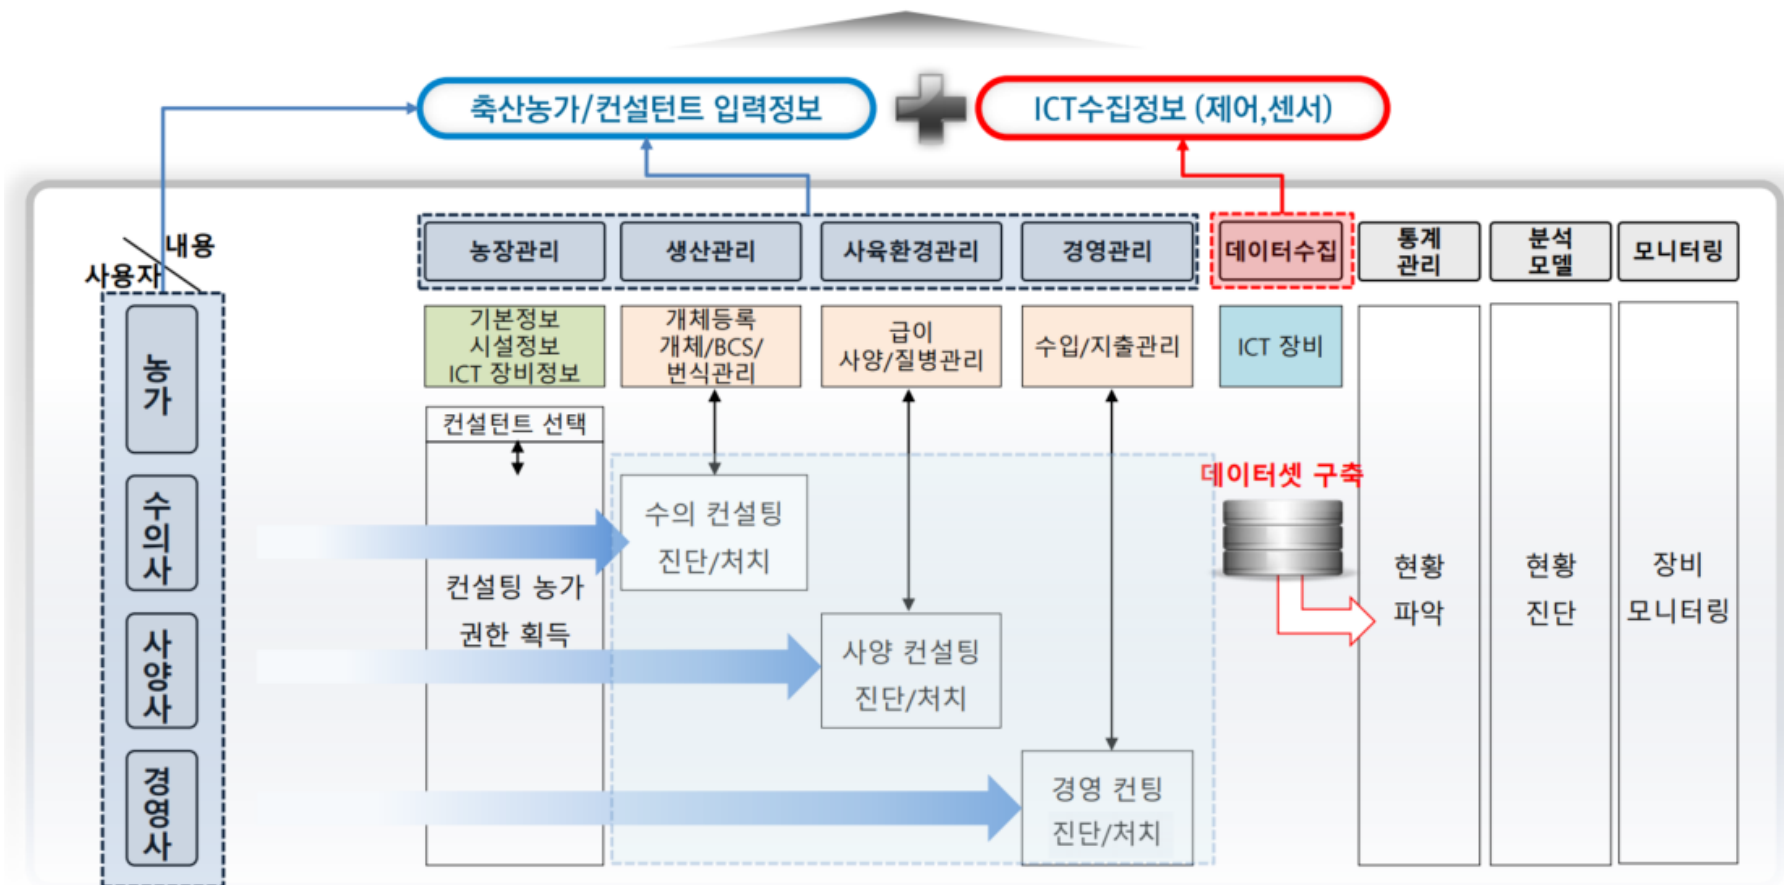 축산농가/컨설턴트 입력정보
ICT수집정보 (제어,센서)
내용
사용자
농장관리
생산관리
사육환경관리
경영관리
데이터수집
통계
관리
분석
모델
모니터링
농가
기본정보
시설정보
ICT 장비정보
개체등록
개체/BCS/
번식관리
급이
사양/질병관리
수입/지출관리
ICT 장비
컨설턴트 선택
수의사
수의 컨설팅
진단/처치
데이터셋 구축
컨설팅 농가
권한 획득
현황
파악
현황
진단
장비
모니터링
사양사
사양 컨설팅
진단/처치
경영사
경영 컨팅
진단/처치